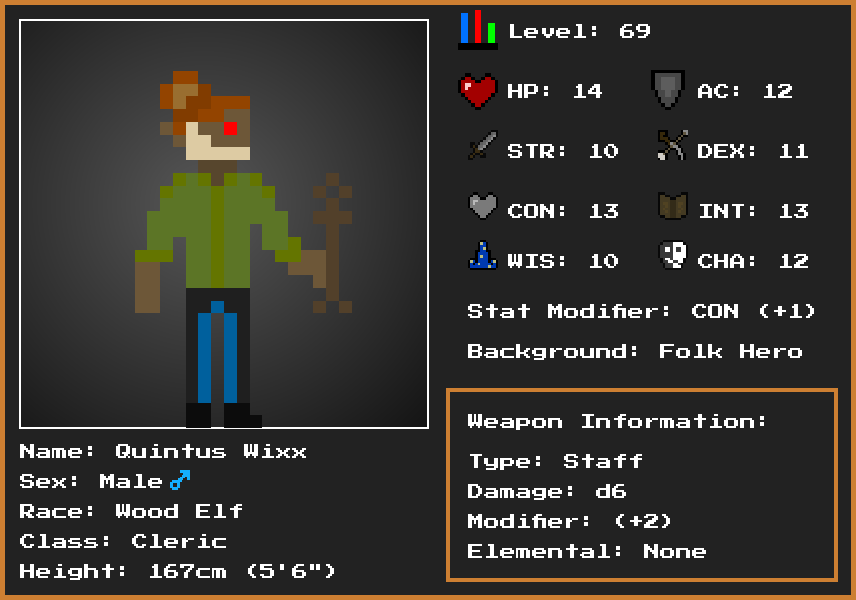 Level: 69
HP: 14
AC: 12
STR: 10
DEX: 11
CON: 13
INT: 13
WIS: 10
CHA: 12
Stat Modifier: CON (+1)
Background: Folk Hero
Weapon Information:
Type: Staff
Damage: d6
Modifier: (+2)
Elemental: None
Name: Quintus Wixx
Sex: Male♂
Race: Wood Elf
Class: Cleric
Height: 167cm (5'6")